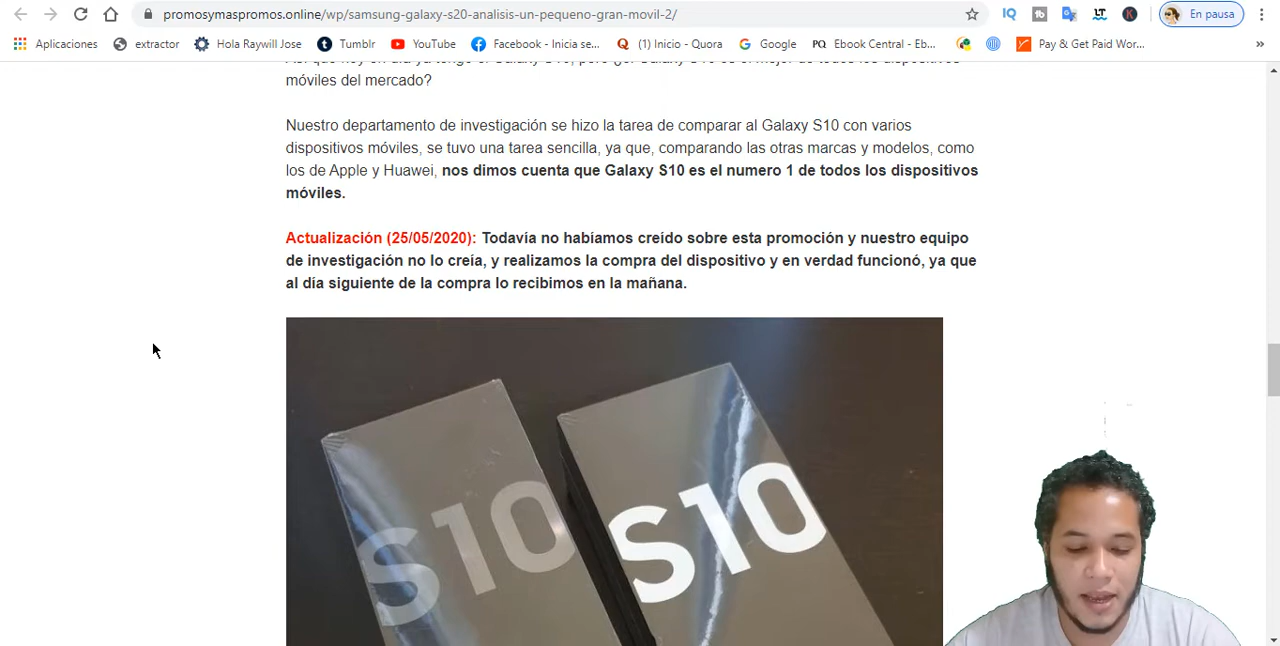 promosymaspromos.online/wp/samsung-galaxy-s20-analisis-un-pequeno-gran-movil-2/
En pausa
Aplicaciones
extractor
Hola Raywill Jose
Tumblr
YouTube
Facebook - Inicia se...
(1) Inicio - Quora
Google
PQ Ebook Central - Eb...
Pay & Get Paid Wor...
móviles del mercado?
Nuestro departamento de investigación se hizo la tarea de comparar al Galaxy S10 con varios
dispositivos móviles, se tuvo una tarea sencilla, ya que, comparando las otras marcas y modelos, como
los de Apple y Huawei, nos dimos cuenta que Galaxy S10 es el numero 1 de todos los dispositivos
móviles.
Actualización (25/05/2020): Todavía no habíamos creído sobre esta promoción y nuestro equipo
de investigación no lo creía, y realizamos la compra del dispositivo y en verdad funcionó, ya que
al día siguiente de la compra lo recibimos en la mañana.
S10
S10